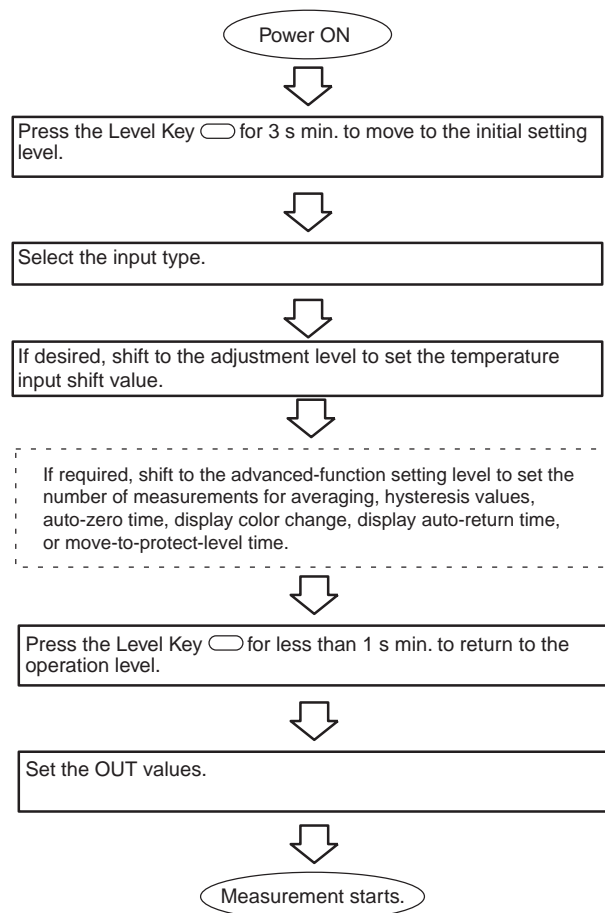 Power ON
Press the Level Key for 3 s min. to move to the initial setting
level.
Select the input type.
If desired, shift to the adjustment level to set the temperature
input shift value.
If required, shift to the advanced-function setting level to set the
number of measurements for averaging, hysteresis values,
auto-zero time, display color change, display auto-return time,
or move-to-protect-level time.
Press the Level Key for less than 1 s min. to return to the
operation level.
Set the OUT values.
Measurement starts.